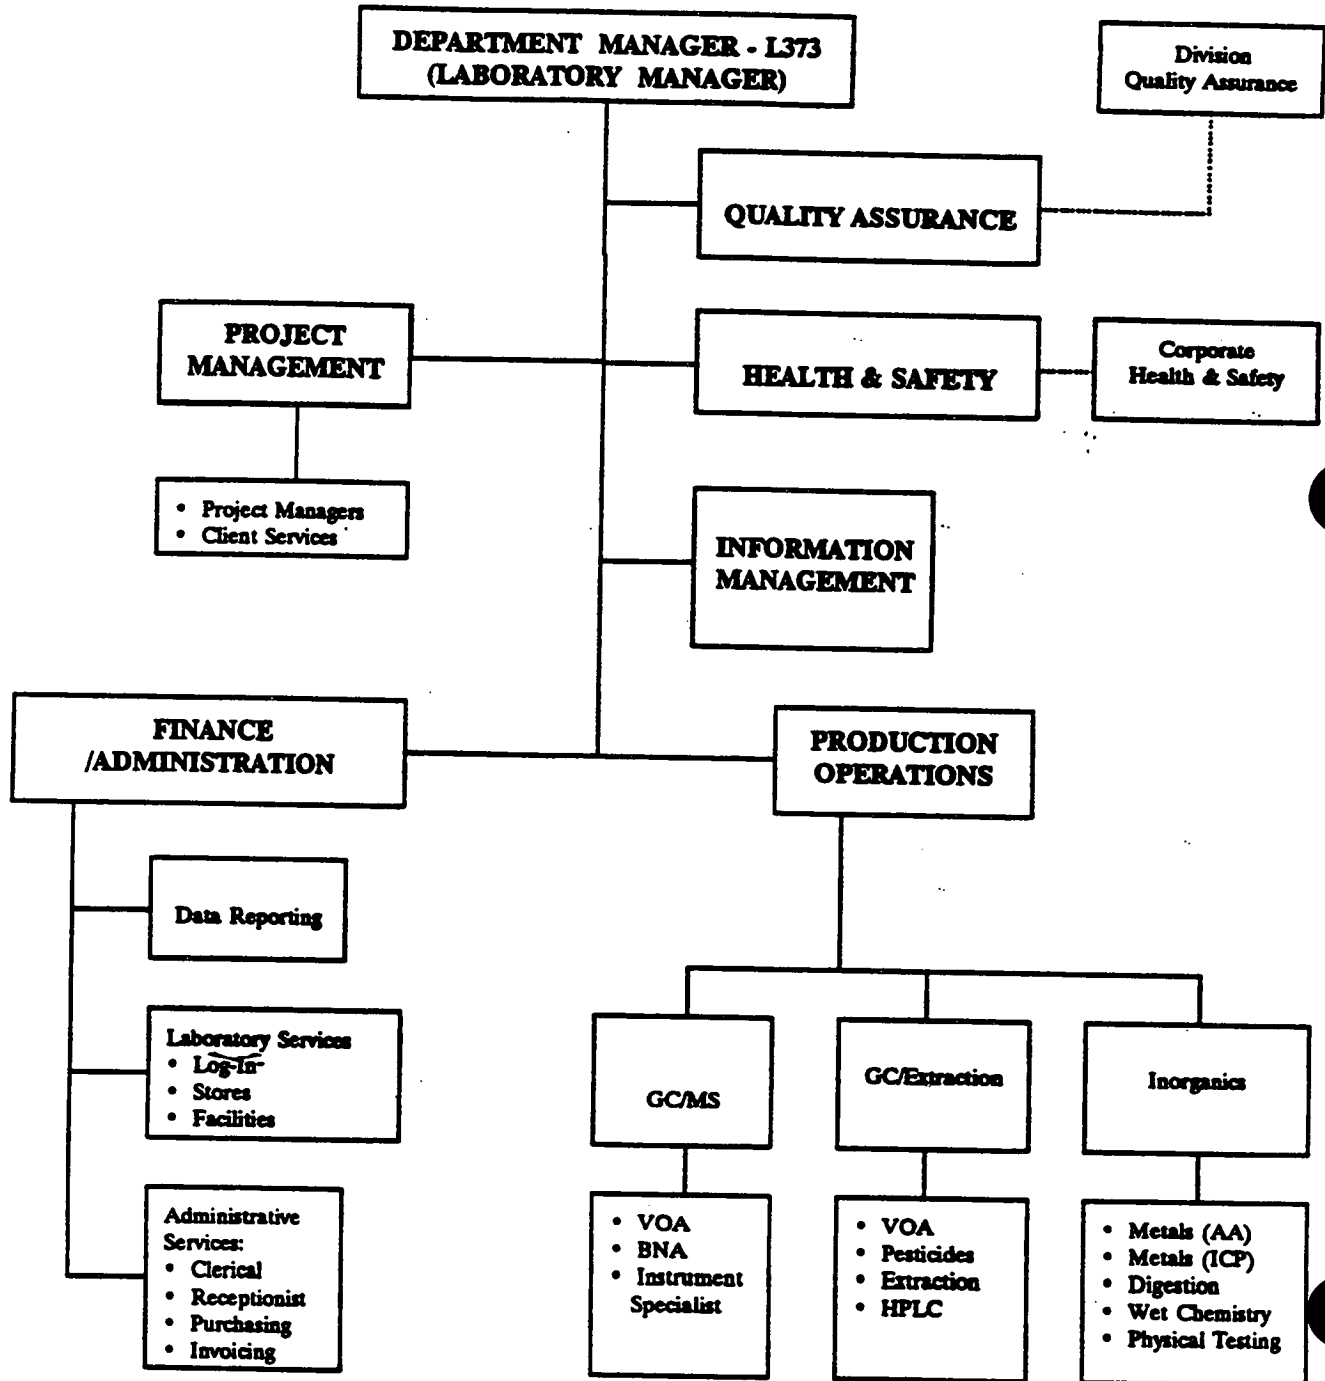 DEPARTMENT MANAGER - L373
(LABORATORY MANAGER)
Division
Quality Assurance
QUALITY ASSURANCE
PROJECT
MANAGEMENT
HEALTH & SAFETY
Corporate
Health & Safety
• Project Managers
• Client Services
INFORMATION
MANAGEMENT
FINANCE
/ADMINISTRATION
PRODUCTION
OPERATIONS
Data Reporting
Laboratory Services
• Log-In
• Stores
• Facilities
GC/MS
GC/Extraction
Inorganics
Administrative
Services:
• Clerical
• Receptionist
• Purchasing
• Invoicing
• VOA
• BNA
• Instrument
Specialist
• VOA
• Pesticides
• Extraction
• HPLC
• Metals (AA)
• Metals (ICP)
• Digestion
• Wet Chemistry
• Physical Testing